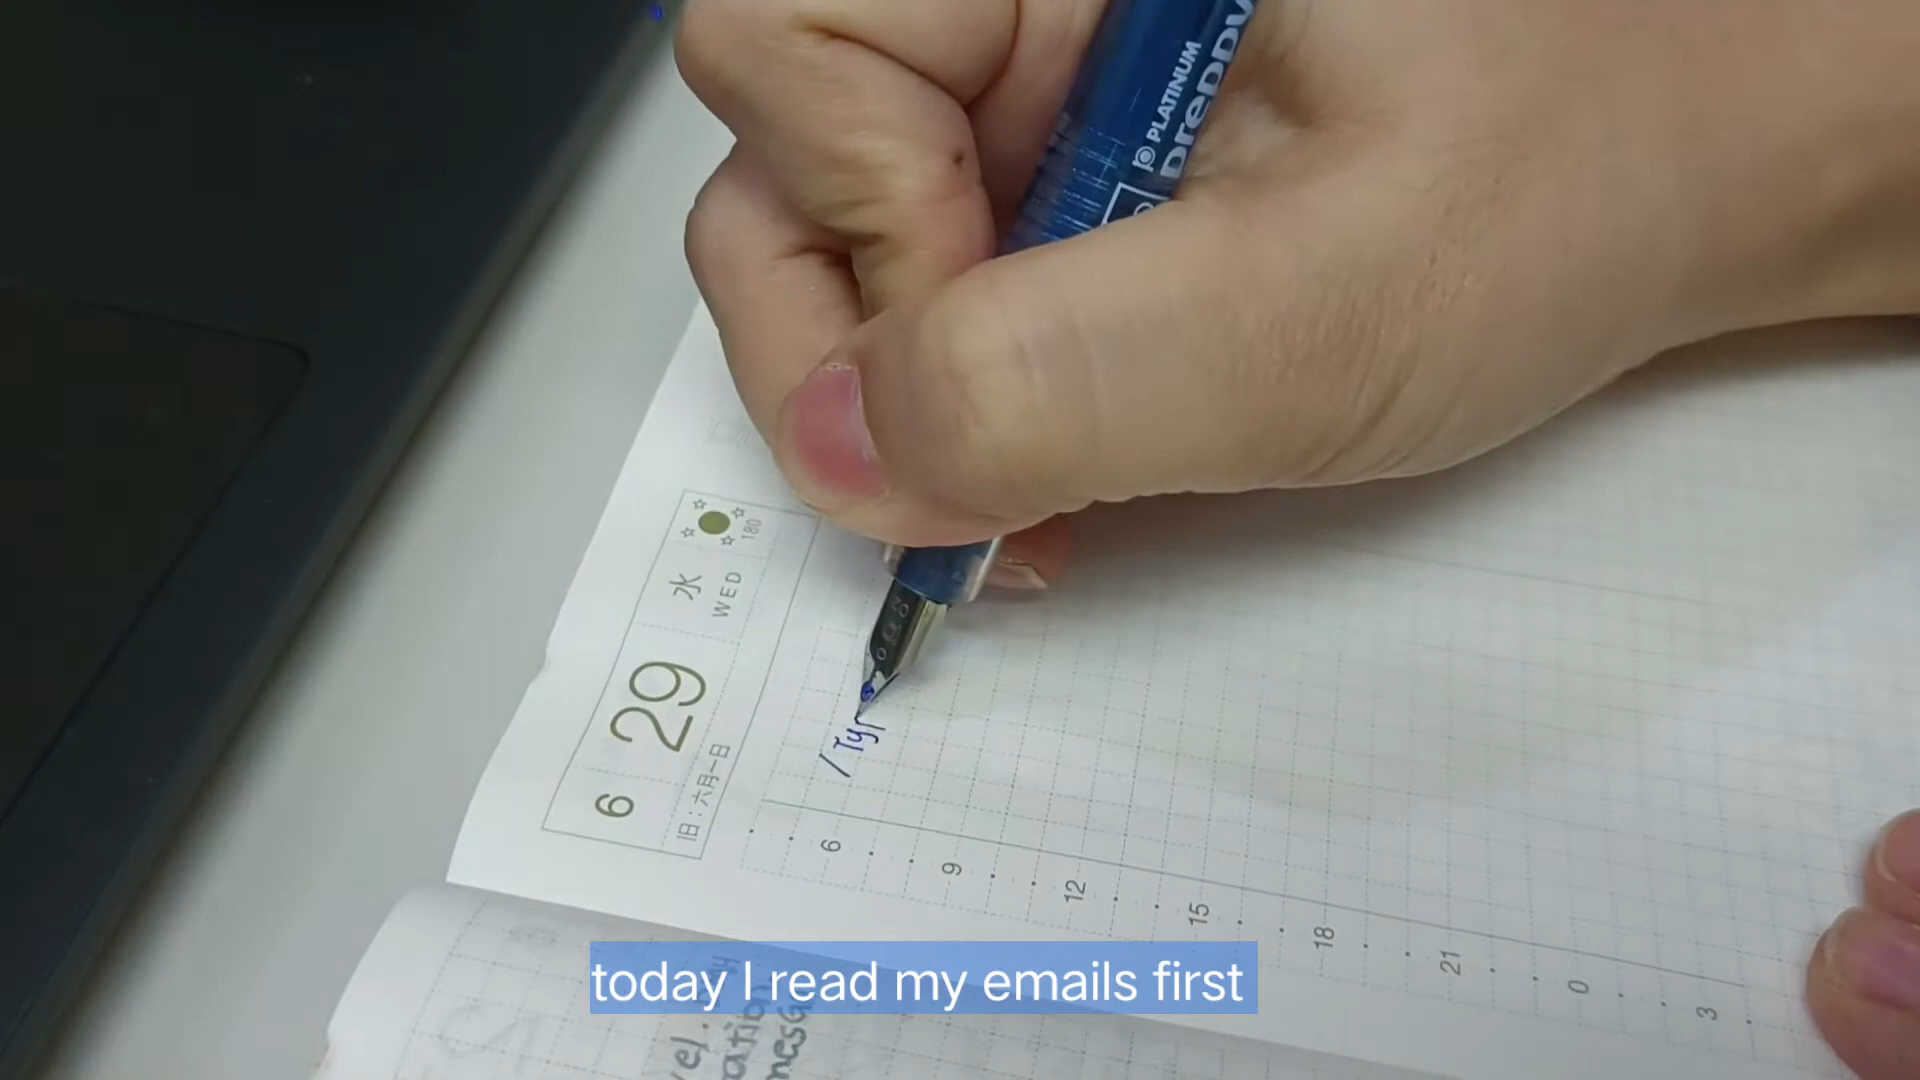 PLATINUM
preppy
6 29 水 WED 180
旧:六月一日
/ Typ
6
9
12
15
18
21
0
3
today I read my emails first